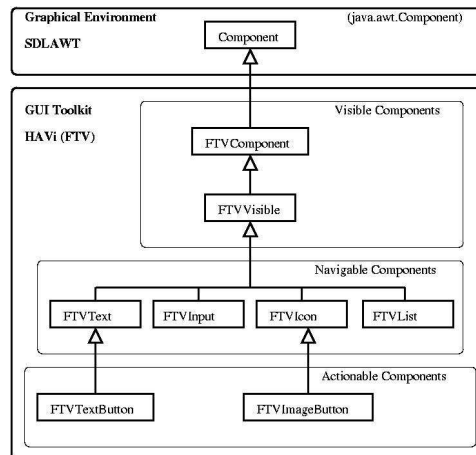 Graphical Environment
(java.awt.Component)
SDLAWT
Component
GUI Toolkit
Visible Components
HAVi (FTV)
FTVComponent
FTVVisible
Navigable Components
FTVText
FTVInput
FTVIcon
FTVList
Actionable Components
FTVTextButton
FTVImageButton